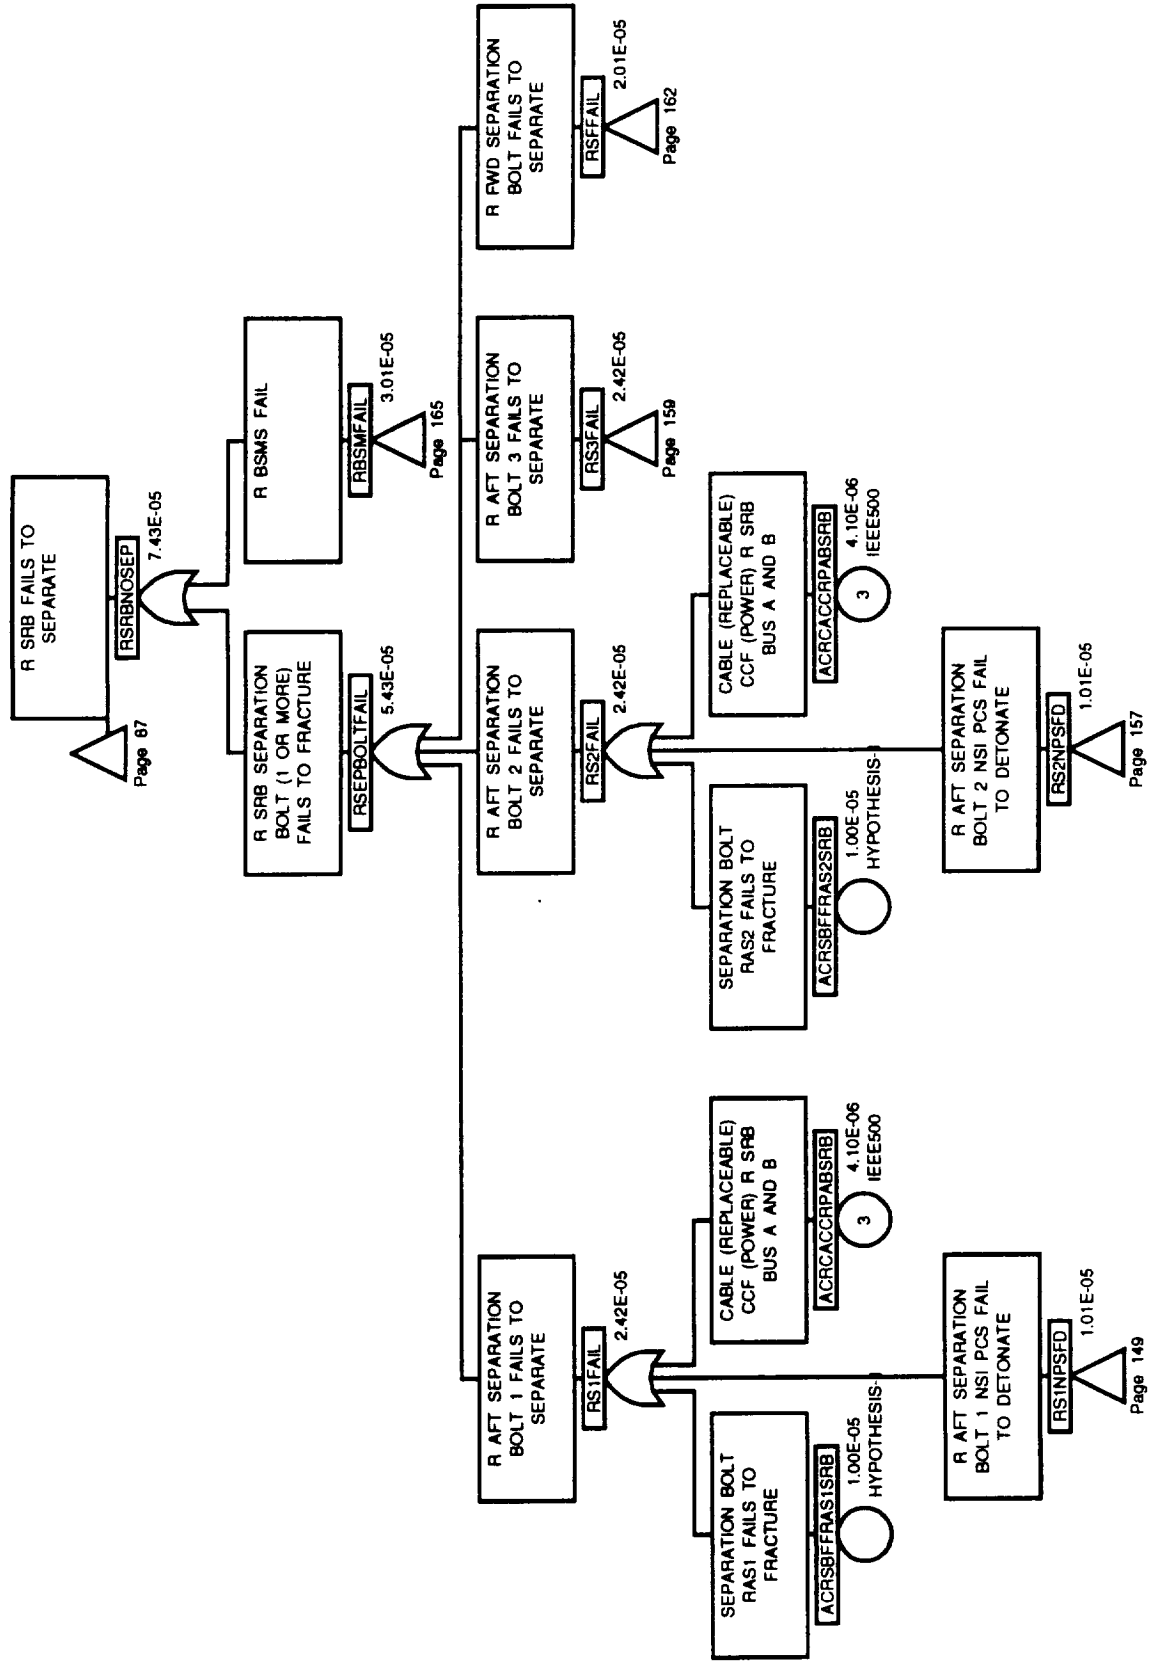 R SRB FAILS TO
SEPARATE
RSRBNOSEP
7.43E-05
Page 67
R SRB SEPARATION
BOLT (1 OR MORE)
FAILS TO FRACTURE
RSEPBOLTFAIL
5.43E-05
R BSMS FAIL
RBSMFAIL
3.01E-05
Page 165
R AFT SEPARATION
BOLT 1 FAILS TO
SEPARATE
RS1FAIL
2.42E-05
R AFT SEPARATION
BOLT 2 FAILS TO
SEPARATE
RS2FAIL
2.42E-05
R AFT SEPARATION
BOLT 3 FAILS TO
SEPARATE
RS3FAIL
2.42E-05
Page 159
R FWD SEPARATION
BOLT FAILS TO
SEPARATE
RSFFAIL
2.01E-05
Page 162
SEPARATION BOLT
RAS1 FAILS TO
FRACTURE
ACRSBFFRAS1SRB
1.00E-05
HYPOTHESIS-
CABLE (REPLACEABLE)
CCF (POWER) R SRB
BUS A AND B
ACRCACCRPABSRB
3
4.10E-06
IEEE500
SEPARATION BOLT
RAS2 FAILS TO
FRACTURE
ACRSBFFRAS2SRB
1.00E-05
HYPOTHESIS-
CABLE (REPLACEABLE)
CCF (POWER) R SRB
BUS A AND B
ACRCACCRPABSRB
3
4.10E-06
IEEE500
R AFT SEPARATION
BOLT 1 NSI PCS FAIL
TO DETONATE
RS1NPSFD
1.01E-05
Page 149
R AFT SEPARATION
BOLT 2 NSI PCS FAIL
TO DETONATE
RS2NPSFD
1.01E-05
Page 157